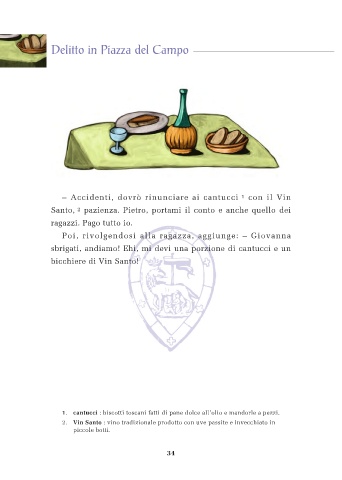 Delitto in Piazza del Campo
– Accidenti, dovrò rinunciare ai cantucci ¹ con il Vin
Santo, ² pazienza. Pietro, portami il conto e anche quello dei
ragazzi. Pago tutto io.
Poi, rivolgendosi alla ragazza, aggiunge: – Giovanna
sbrigati, andiamo! Ehi, mi devi una porzione di cantucci e un
bicchiere di Vin Santo!
1. cantucci : biscotti toscani fatti di pane dolce all'olio e mandorle a pezzi.
2. Vin Santo : vino tradizionale prodotto con uve passite e invecchiato in
piccole botti.
34